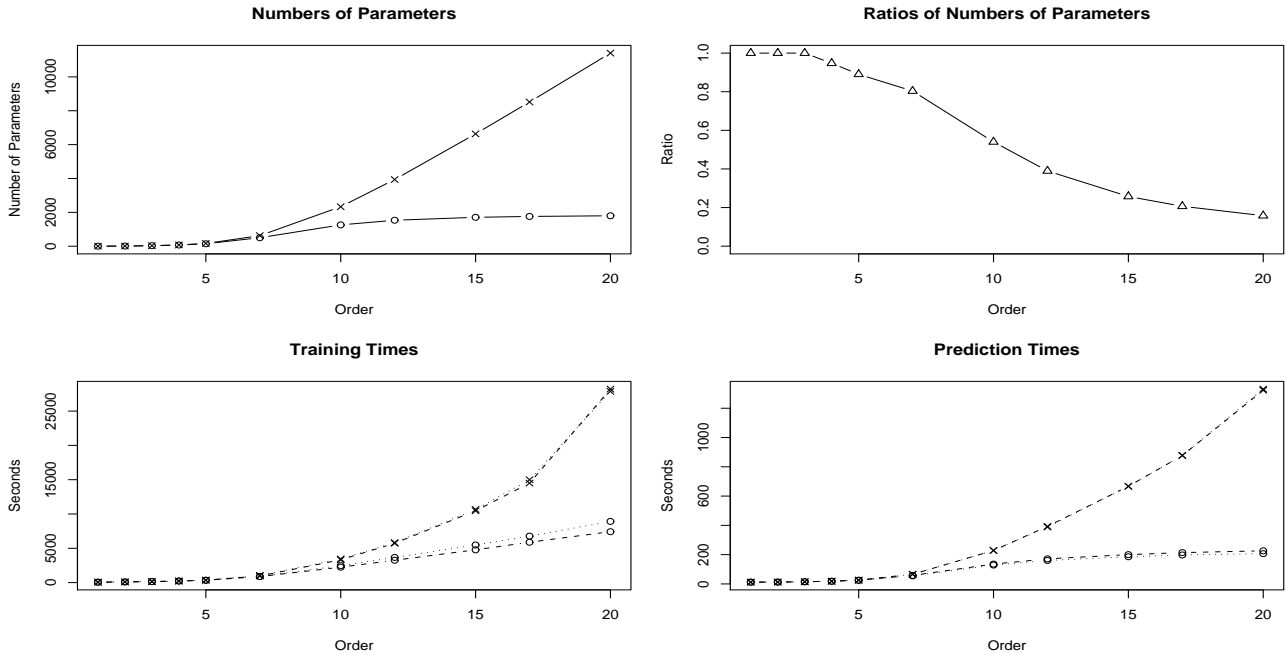 Numbers of Parameters
Number of Parameters
0 2000 6000 10000
5 10 15 20
Order
Ratios of Numbers of Parameters
Ratio
0.0 0.2 0.4 0.6 0.8 1.0
5 10 15 20
Order
Training Times
Seconds
0 5000 15000 25000
5 10 15 20
Order
Prediction Times
Seconds
0 200 600 1000
5 10 15 20
Order